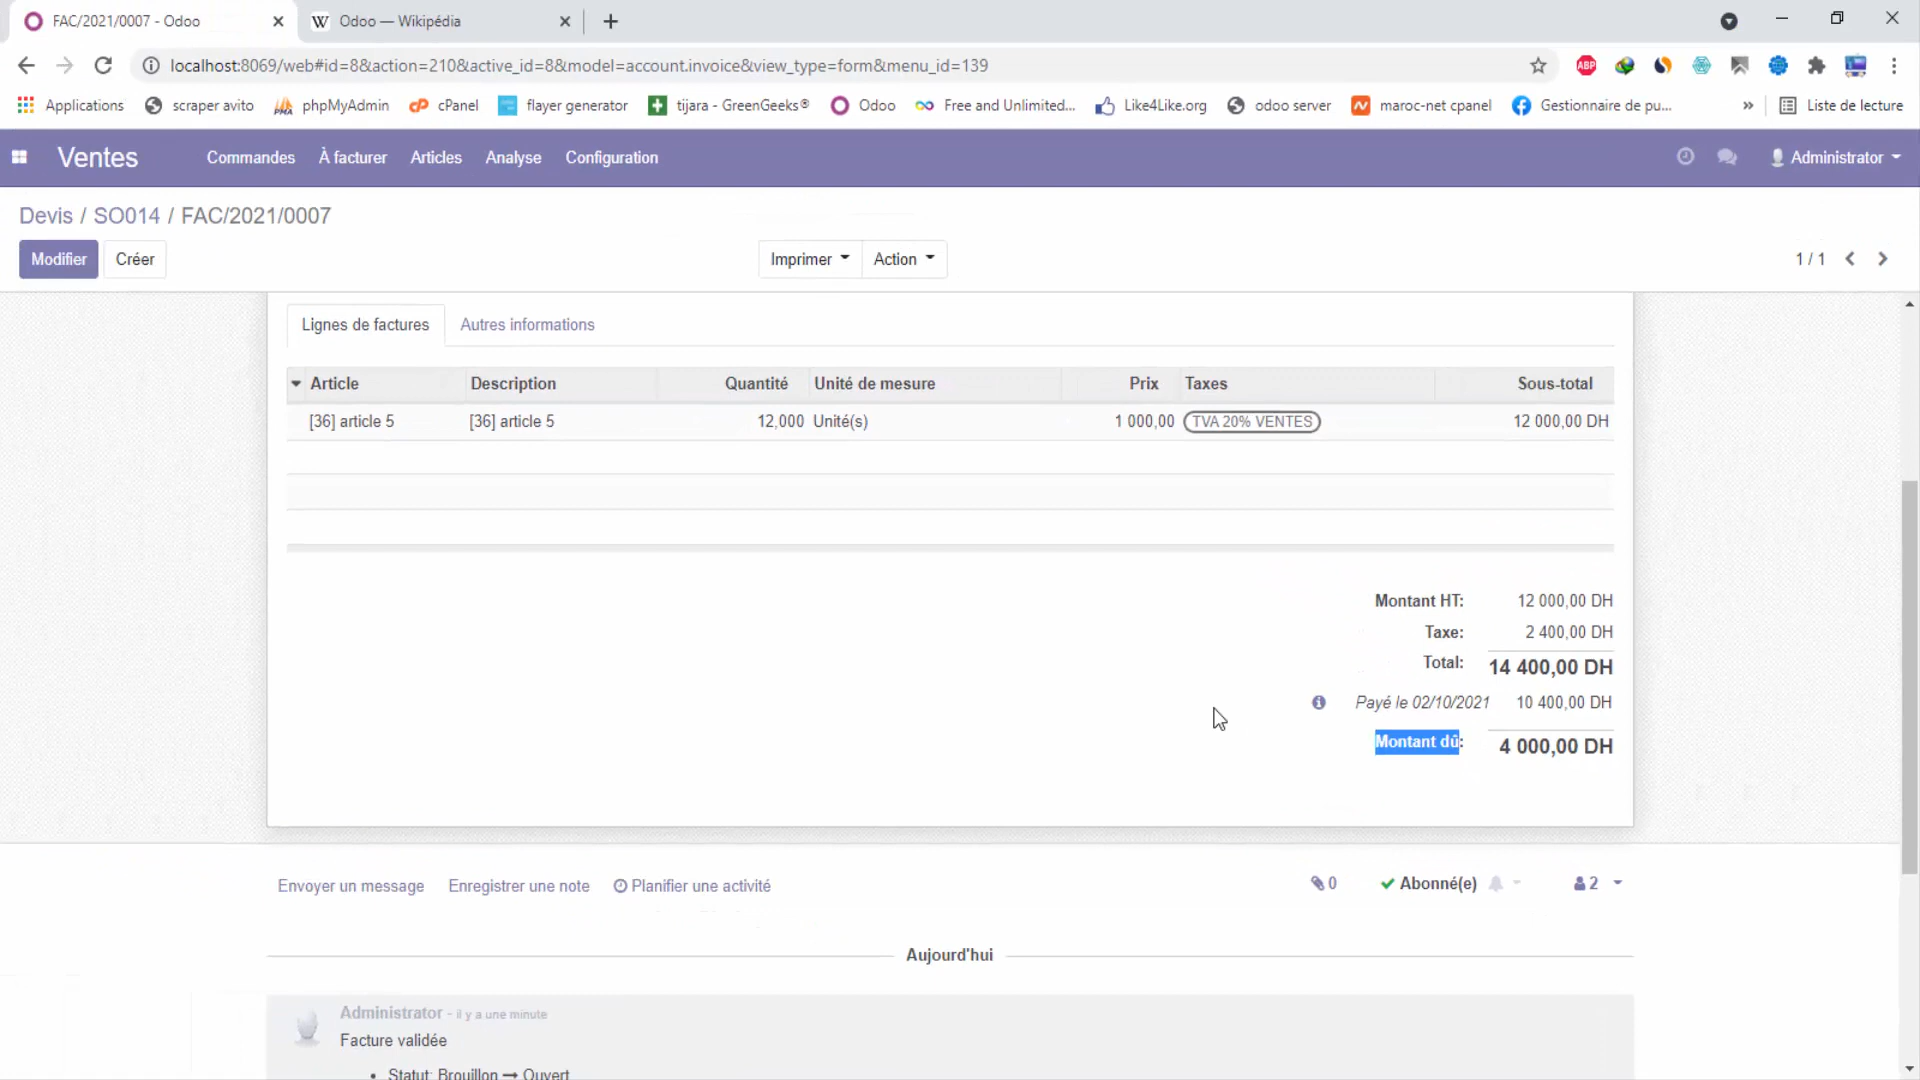 FAC/2021/0007 - Odoo
Odoo — Wikipédia
localhost:8069/web#id=8&action=210&active_id=8&model=account.invoice&view_type=form&menu_id=139
ABP
Applications scraper avito phpMyAdmin cPanel flayer generator tijara - GreenGeeks® Odoo Free and Unlimited... Like4Like.org odoo server maroc-net cpanel Gestionnaire de pu... » Liste de lecture
Ventes Commandes À facturer Articles Analyse Configuration Administrator
Devis / SO014 / FAC/2021/0007
Modifier Créer Imprimer Action 1 / 1
Lignes de factures Autres informations
Article Description Quantité Unité de mesure Prix Taxes Sous-total
[36] article 5 [36] article 5 12,000 Unité(s) 1 000,00 TVA 20% VENTES 12 000,00 DH
Montant HT: 12 000,00 DH
Taxe: 2 400,00 DH
Total: 14 400,00 DH
Payé le 02/10/2021 10 400,00 DH
Montant dû: 4 000,00 DH
Envoyer un message Enregistrer une note Planifier une activité 0 Abonné(e) 2
Aujourd'hui
Administrator - il y a une minute
Facture validée
• Statut: Brouillon → Ouvert